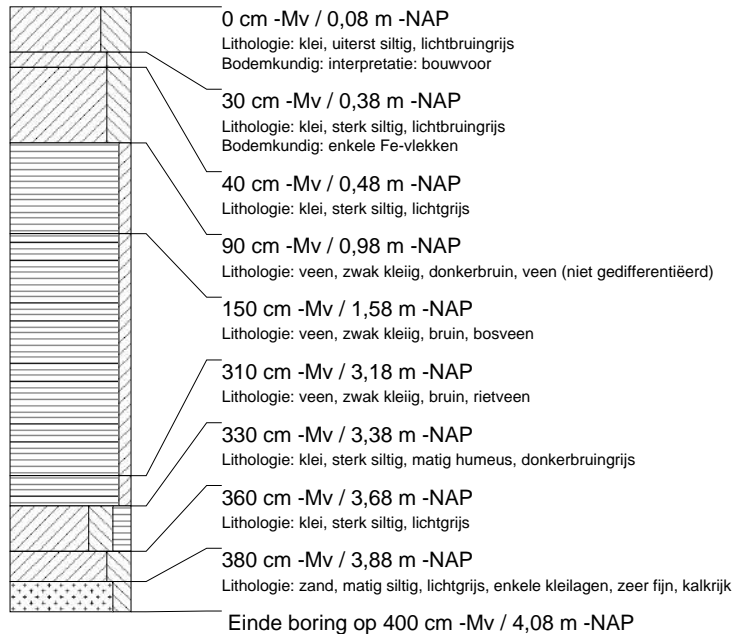 0 cm -Mv / 0,08 m -NAP
Lithologie: klei, uiterst siltig, lichtbruingrijs
Bodemkundig: interpretatie: bouwvoor
30 cm -Mv / 0,38 m -NAP
Lithologie: klei, sterk siltig, lichtbruingrijs
Bodemkundig: enkele Fe-vlekken
40 cm -Mv / 0,48 m -NAP
Lithologie: klei, sterk siltig, lichtgrijs
90 cm -Mv / 0,98 m -NAP
Lithologie: veen, zwak kleiig, donkerbruin, veen (niet gedifferentiëerd)
150 cm -Mv / 1,58 m -NAP
Lithologie: veen, zwak kleiig, bruin, bosveen
310 cm -Mv / 3,18 m -NAP
Lithologie: veen, zwak kleiig, bruin, rietveen
330 cm -Mv / 3,38 m -NAP
Lithologie: klei, sterk siltig, matig humeus, donkerbruingrijs
360 cm -Mv / 3,68 m -NAP
Lithologie: klei, sterk siltig, lichtgrijs
380 cm -Mv / 3,88 m -NAP
Lithologie: zand, matig siltig, lichtgrijs, enkele kleilagen, zeer fijn, kalkrijk
Einde boring op 400 cm -Mv / 4,08 m -NAP